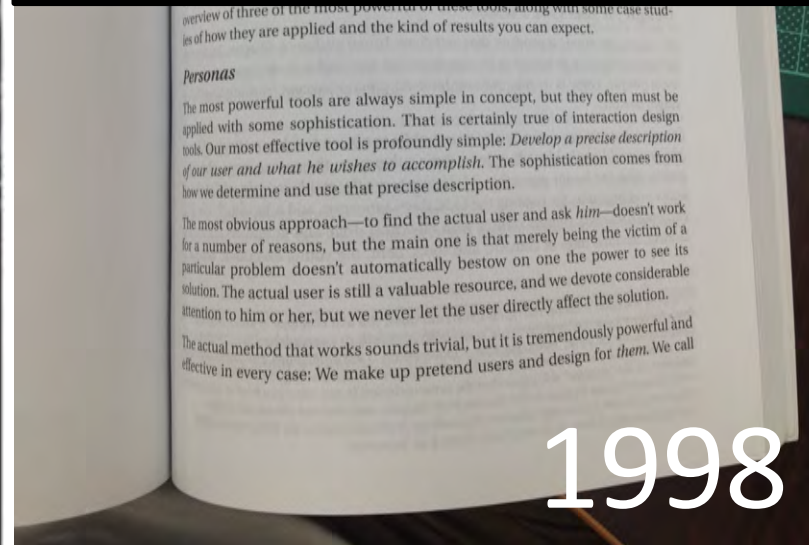 overview of three of the most powerful of these tools, along with some case stud-
ies of how they are applied and the kind of results you can expect.
Personas
The most powerful tools are always simple in concept, but they often must be
applied with some sophistication. That is certainly true of interaction design
tools. Our most effective tool is profoundly simple: Develop a precise description
of our user and what he wishes to accomplish. The sophistication comes from
how we determine and use that precise description.
The most obvious approach—to find the actual user and ask him—doesn't work
for a number of reasons, but the main one is that merely being the victim of a
particular problem doesn't automatically bestow on one the power to see its
solution. The actual user is still a valuable resource, and we devote considerable
attention to him or her, but we never let the user directly affect the solution.
The actual method that works sounds trivial, but it is tremendously powerful and
effective in every case: We make up pretend users and design for them. We call
1998